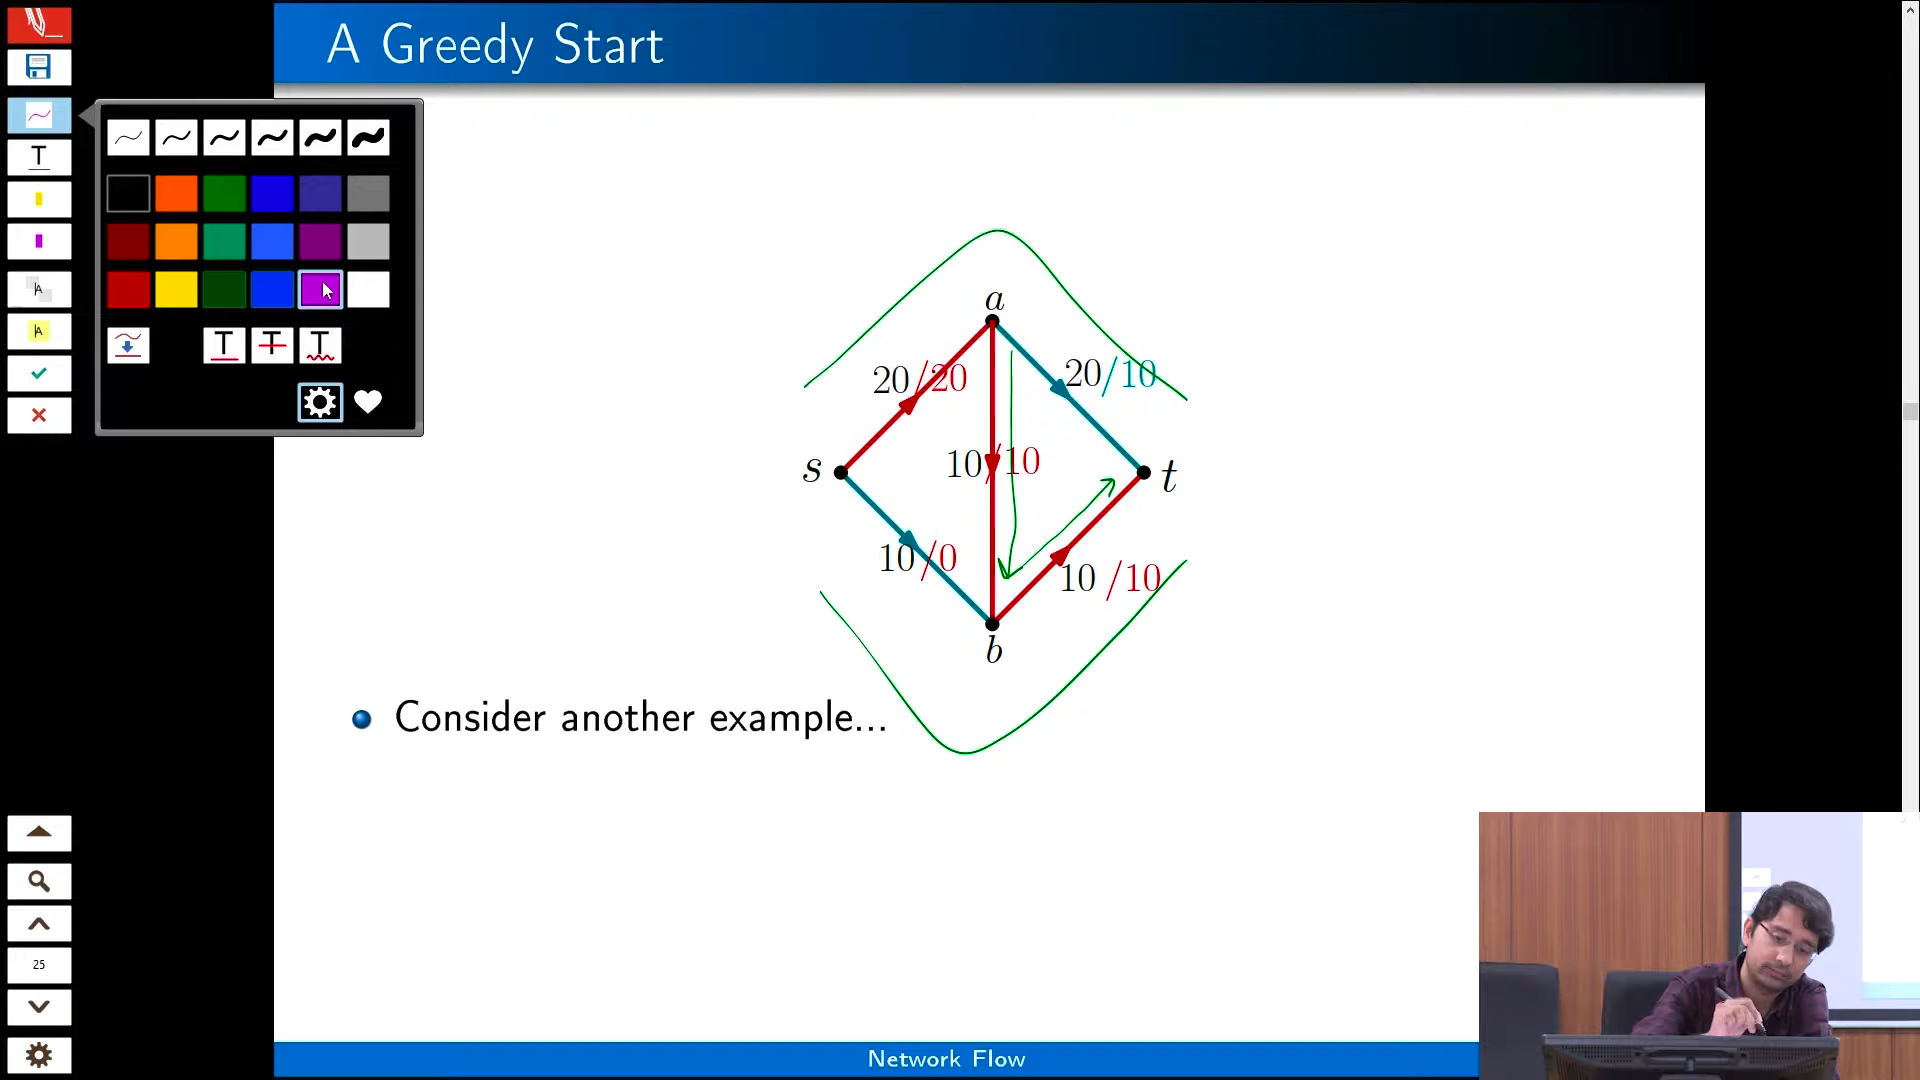 A Greedy Start
T
A
A
T T T
a
20/20
20/10
s
10/10
t
10/0
10 /10
b
Consider another example...
25
Network Flow